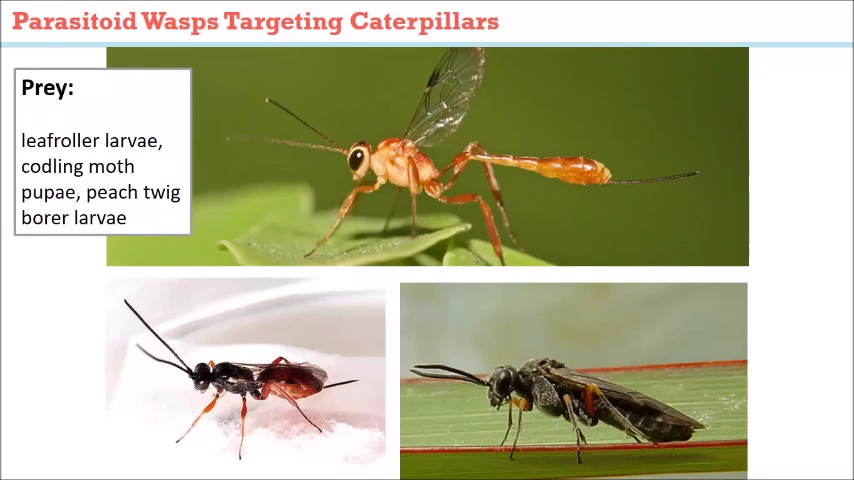 Parasitoid Wasps Targeting Caterpillars
Prey:
leafroller larvae,
codling moth
pupae, peach twig
borer larvae